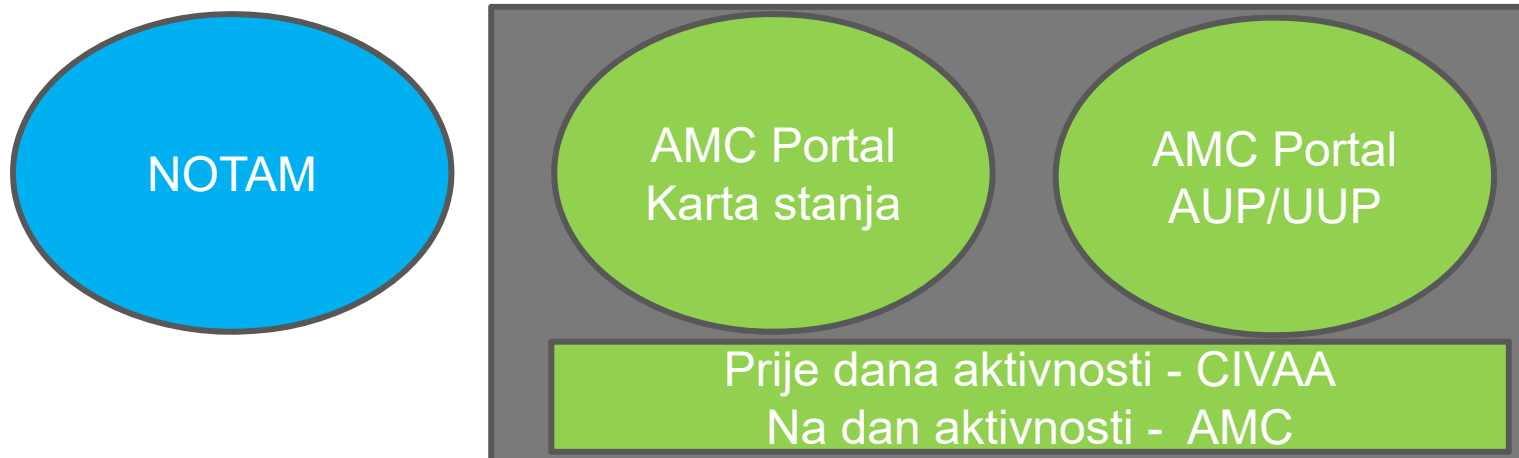 NOTAM
AMC Portal
Karta stanja
AMC Portal
AUP/UUP
Prije dana aktivnosti - CIVAA
Na dan aktivnosti - AMC